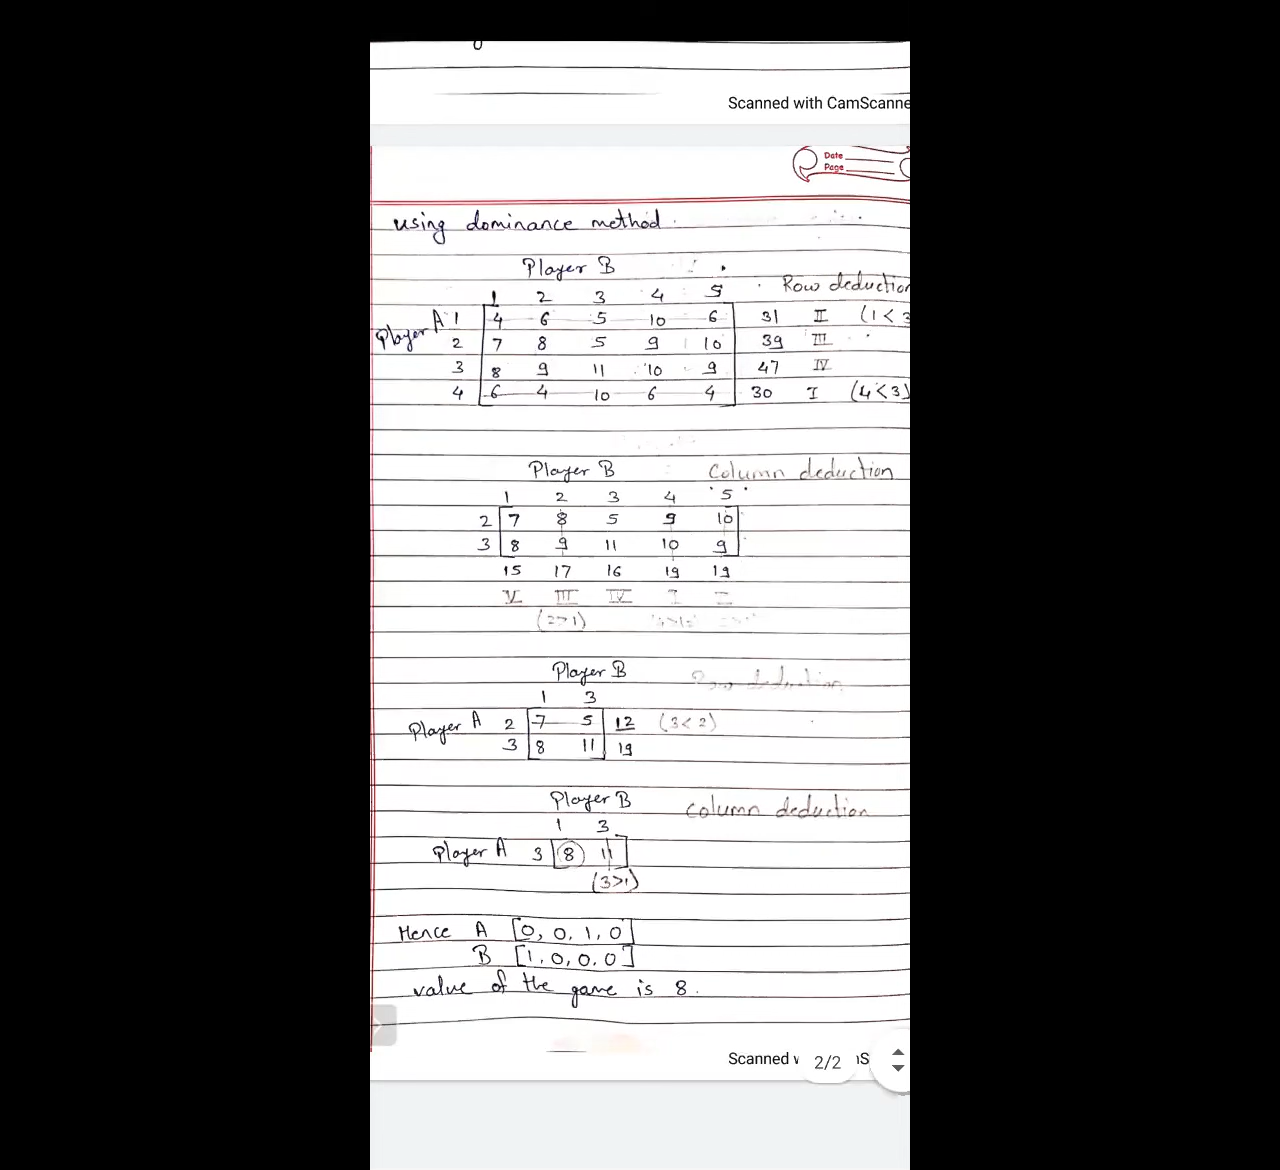 Scanned with CamScanne
Date
Page
using dominance method.
Player B
Row deduction
1 2 3 4 5
Player A 1 4 6 5 10 6 31 II (1 < 3
2 7 8 5 9 10 39 III
3 8 9 11 10 9 47 IV
4 6 4 10 6 4 30 I (4 < 3)
Player B Column deduction
1 2 3 4 5
2 7 8 5 9 10
3 8 9 11 10 9
15 17 16 19 19
V III IV I II
(2>1)
Player B Row deduction
1 3
Player A 2 7 5 12 (3 < 2)
3 8 11 19
Player B column deduction
1 3
Player A 3 8 11
(3>1)
Hence A [0, 0, 1, 0]
B [1, 0, 0, 0]
value of the game is 8.
Scanned
2/2